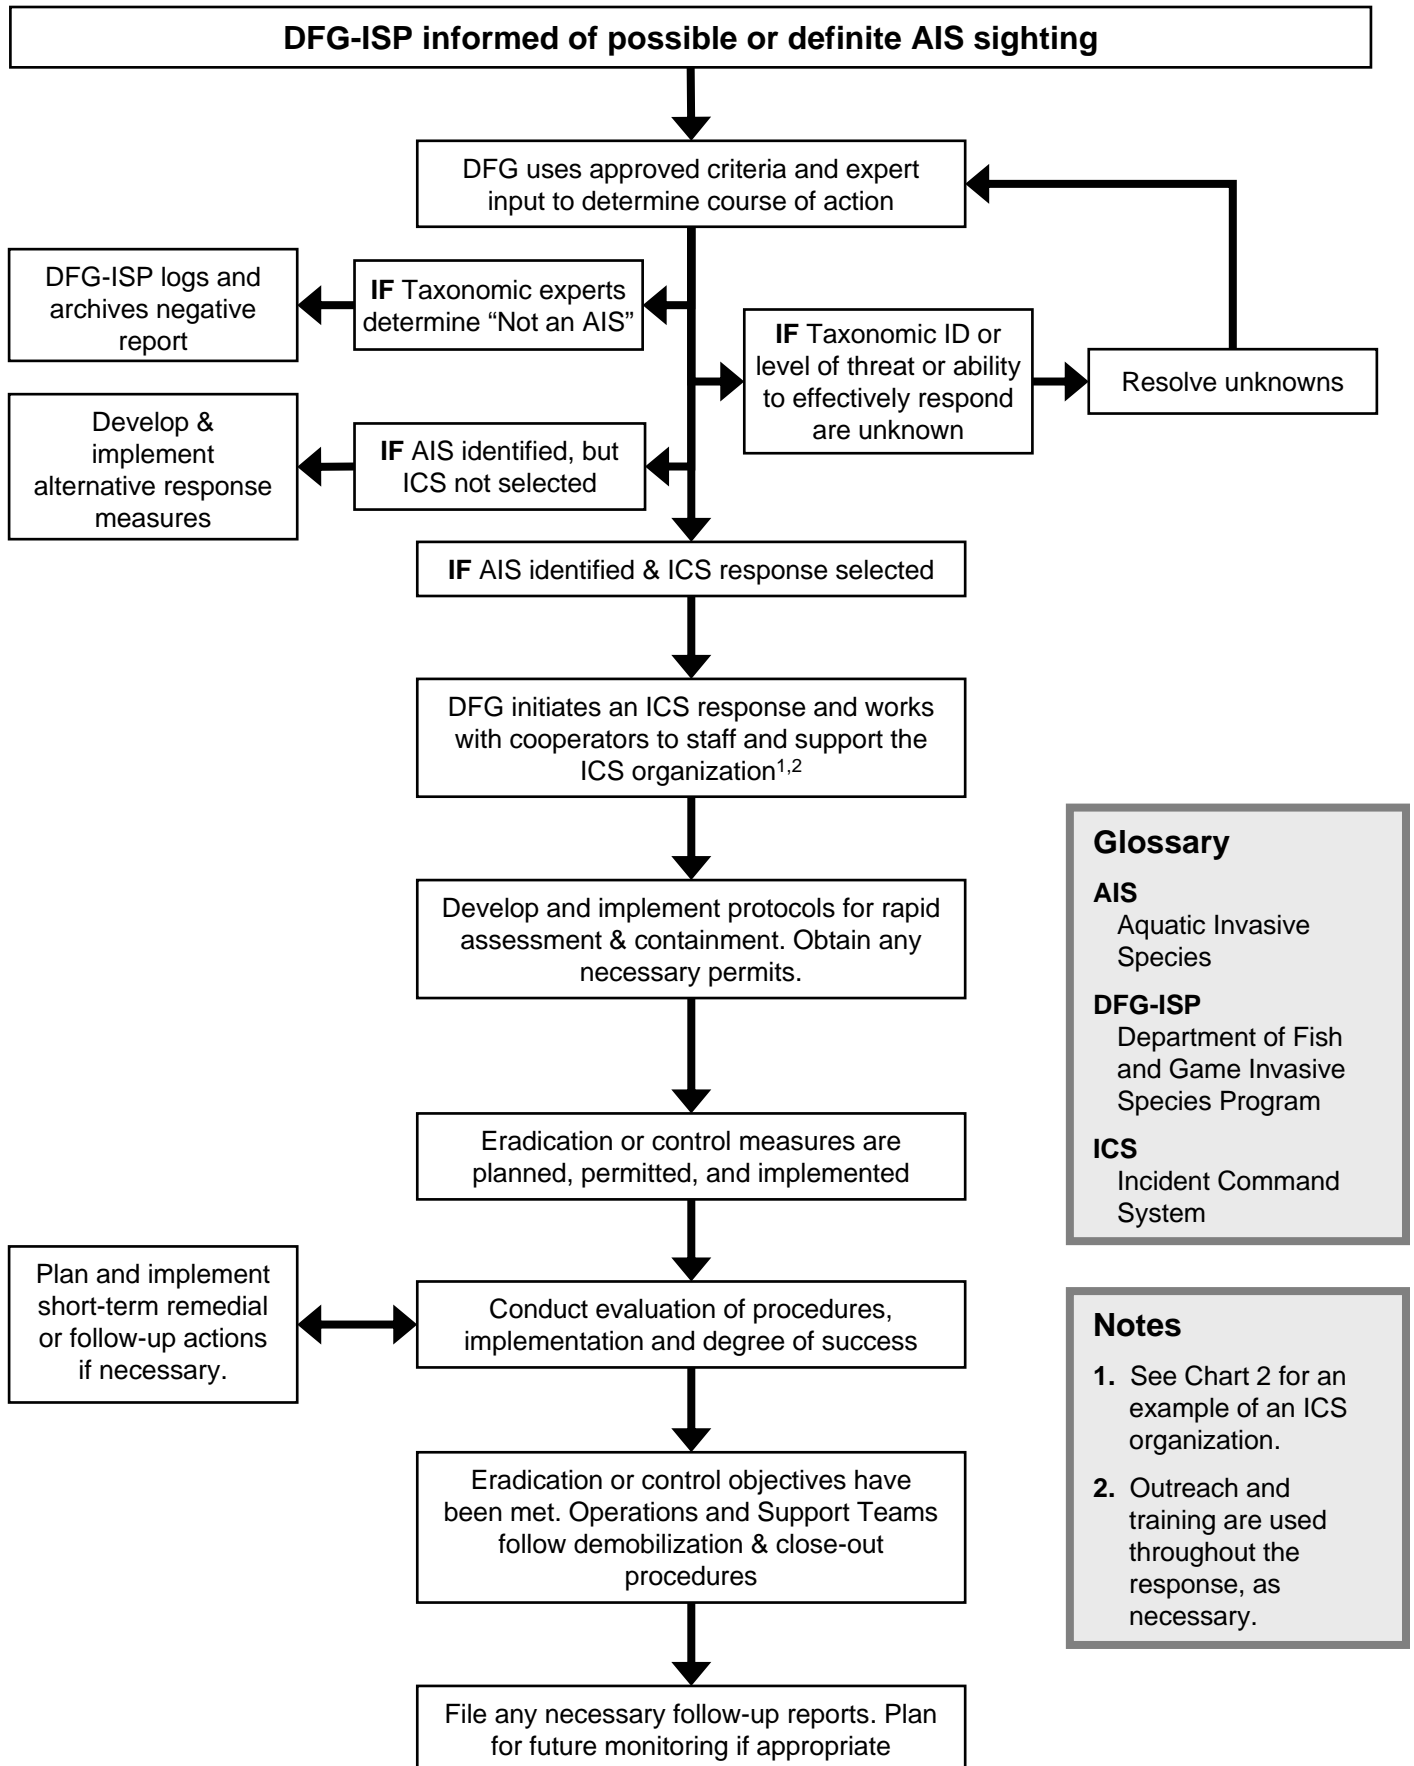 DFG-ISP informed of possible or definite AIS sighting
DFG uses approved criteria and expert
input to determine course of action
DFG-ISP logs and
archives negative
report
IF Taxonomic experts
determine “Not an AIS”
IF Taxonomic ID or
level of threat or ability
to effectively respond
are unknown
Resolve unknowns
Develop &
implement
alternative response
measures
IF AIS identified, but
ICS not selected
IF AIS identified & ICS response selected
DFG initiates an ICS response and works
with cooperators to staff and support the
ICS organization1,2
Develop and implement protocols for rapid
assessment & containment. Obtain any
necessary permits.
Eradication or control measures are
planned, permitted, and implemented
Plan and implement
short-term remedial
or follow-up actions
if necessary.
Conduct evaluation of procedures,
implementation and degree of success
Eradication or control objectives have
been met. Operations and Support Teams
follow demobilization & close-out
procedures
File any necessary follow-up reports. Plan
for future monitoring if appropriate
Glossary
AIS
Aquatic Invasive
Species
DFG-ISP
Department of Fish
and Game Invasive
Species Program
ICS
Incident Command
System
Notes
1. See Chart 2 for an
example of an ICS
organization.
2. Outreach and
training are used
throughout the
response, as
necessary.